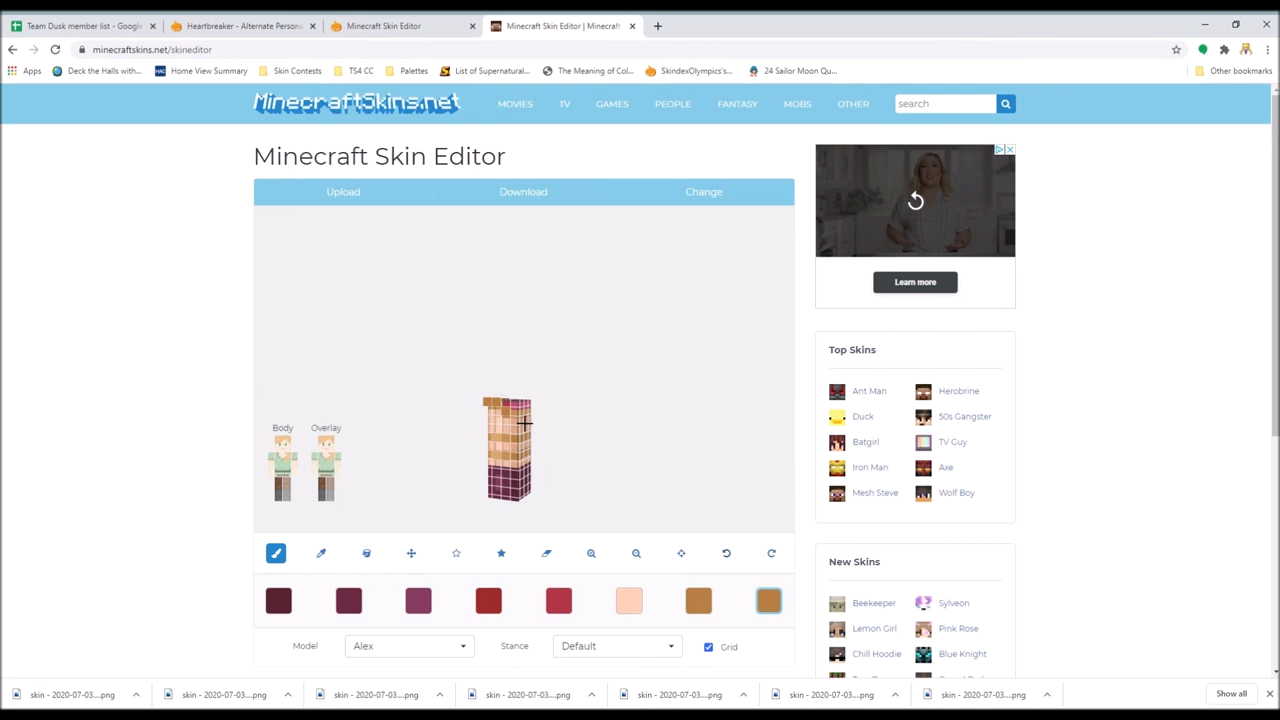 Team Dusk member list - Google
Heartbreaker - Alternate Persona
Minecraft Skin Editor
Minecraft Skin Editor | Minecraft
minecraftskins.net/skineditor
Apps
Deck the Halls with...
Home View Summary
Skin Contests
TS4 CC
Palettes
List of Supernatural...
The Meaning of Col...
SkindexOlympics's...
24 Sailor Moon Qu...
Other bookmarks
MinecraftSkins.net
MOVIES
TV
GAMES
PEOPLE
FANTASY
MOBS
OTHER
search
Minecraft Skin Editor
Upload
Download
Change
Learn more
Top Skins
Ant Man
Herobrine
Duck
50s Gangster
Batgirl
TV Guy
Iron Man
Axe
Mesh Steve
Wolf Boy
Body
Overlay
New Skins
Beekeeper
Sylveon
Lemon Girl
Pink Rose
Chill Hoodie
Blue Knight
Model
Alex
Stance
Default
Grid
skin - 2020-07-03....png
skin - 2020-07-03....png
skin - 2020-07-03....png
skin - 2020-07-03....png
skin - 2020-07-03....png
skin - 2020-07-03....png
skin - 2020-07-03....png
Show all